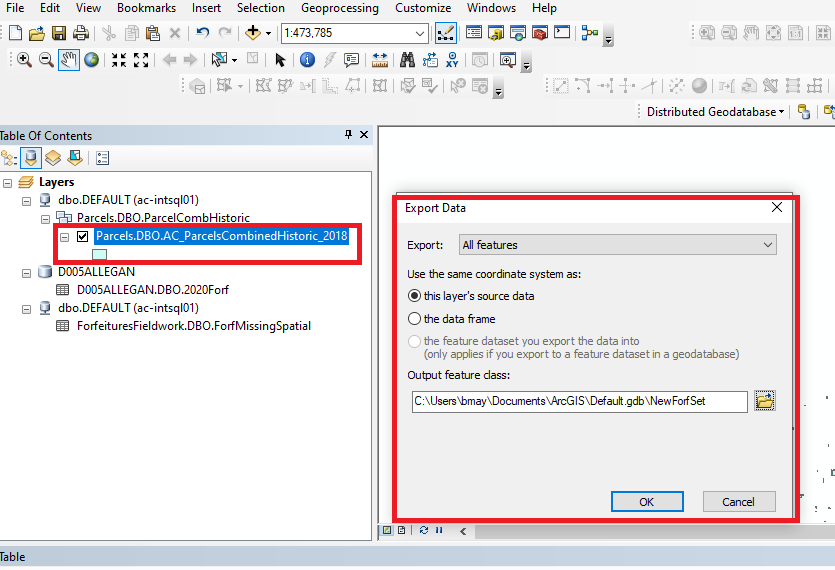 File Edit View Bookmarks Insert Selection Geoprocessing Customize Windows Help
1:473,785
XY
1:1
Distributed Geodatabase
Table Of Contents
Layers
dbo.DEFAULT (ac-intsql01)
Parcels.DBO.ParcelCombHistoric
Parcels.DBO.AC_ParcelsCombinedHistoric_2018
D005ALLEGAN
D005ALLEGAN.DBO.2020Forf
dbo.DEFAULT (ac-intsql01)
ForfeituresFieldwork.DBO.ForfMissingSpatial
Export Data
Export: All features
Use the same coordinate system as:
this layer's source data
the data frame
the feature dataset you export the data into
(only applies if you export to a feature dataset in a geodatabase)
Output feature class:
C:\Users\bmay\Documents\ArcGIS\Default.gdb\NewForfSet
OK Cancel
Table